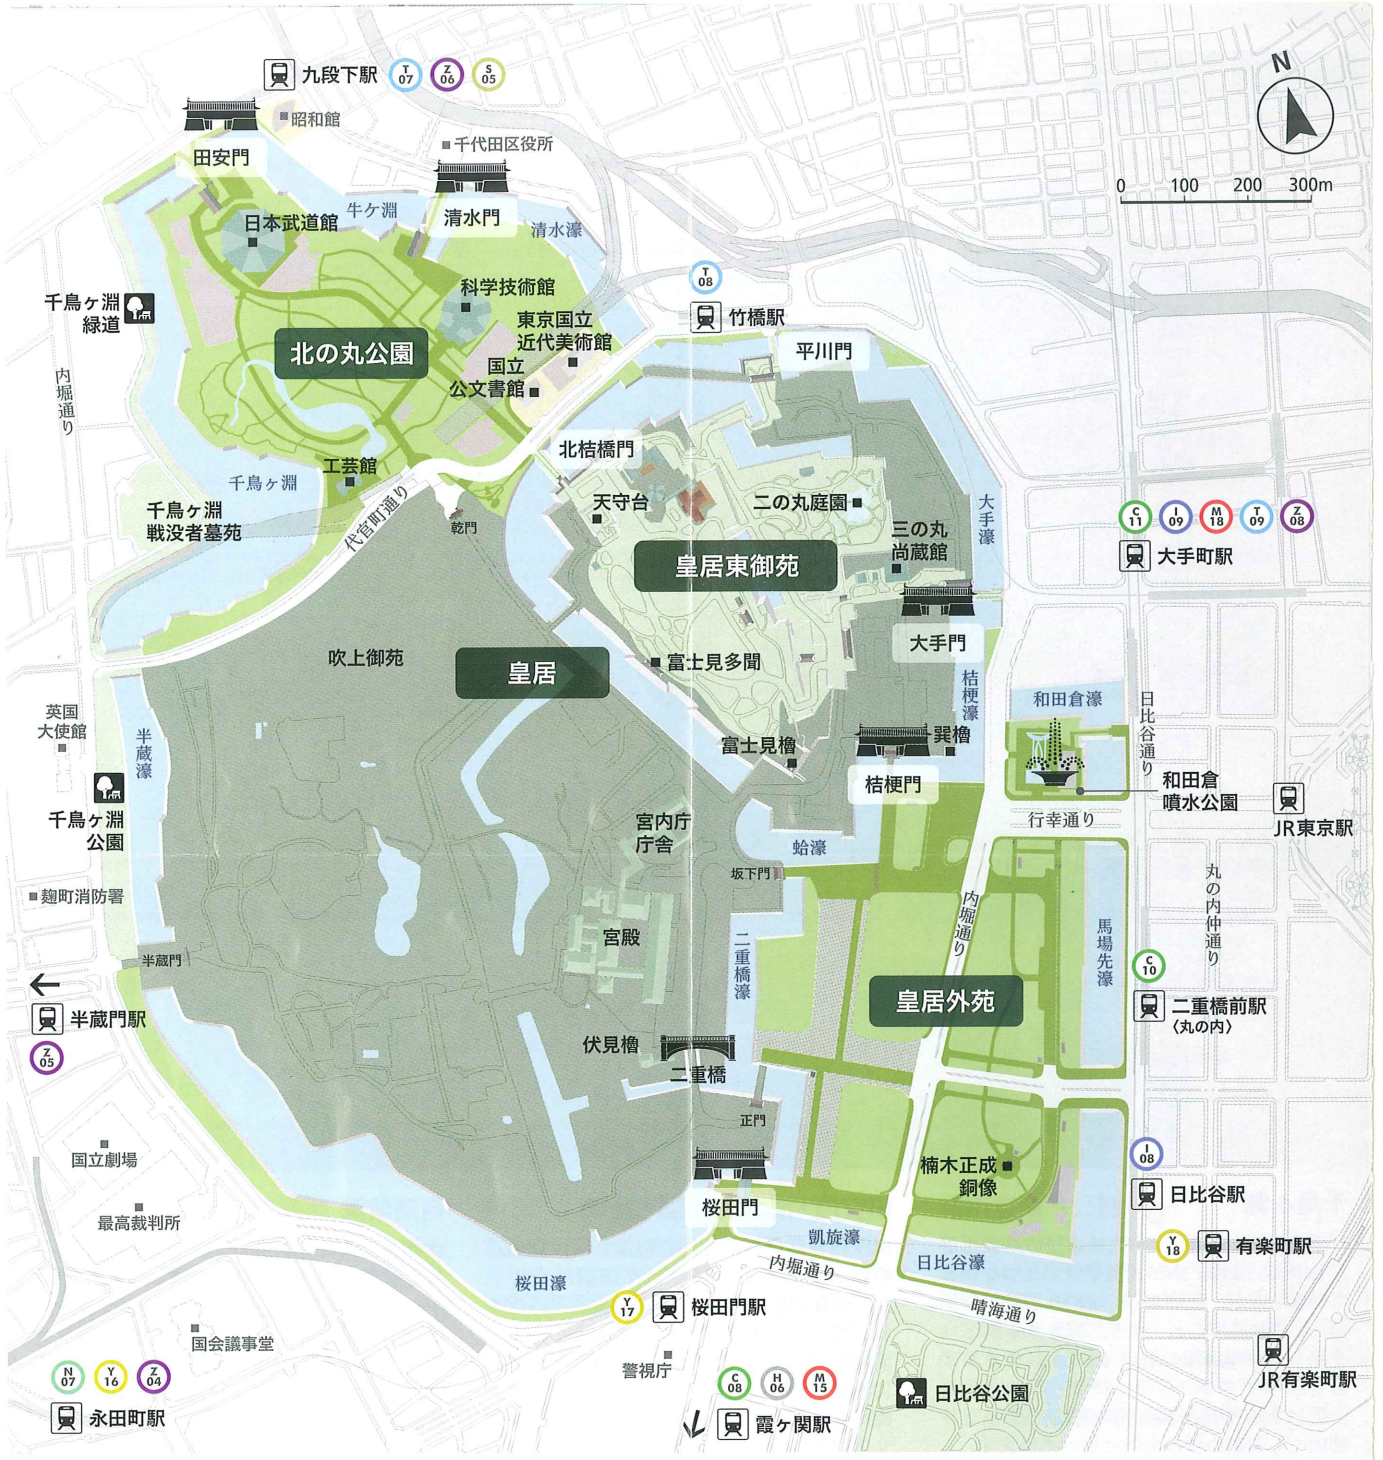 九段下駅
T
07
Z
06
S
05
N
昭和館
千代田区役所
田安門
0 100 200 300m
牛ケ淵
清水門
清水濠
日本武道館
科学技術館
T
08
竹橋駅
千鳥ヶ淵
緑道
東京国立
近代美術館
北の丸公園
平川門
国立
公文書館
内堀通り
北桔橋門
工芸館
千鳥ヶ淵
千鳥ヶ淵
戦没者墓苑
代官町通り
乾門
天守台
二の丸庭園
大手濠
三の丸
尚蔵館
C
11
I
09
M
18
T
09
Z
08
大手町駅
皇居東御苑
大手門
吹上御苑
皇居
富士見多聞
桔梗濠
和田倉濠
日比谷通り
英国
大使館
半蔵濠
富士見櫓
巽櫓
桔梗門
和田倉
噴水公園
JR東京駅
千鳥ヶ淵
公園
宮内庁
庁舎
行幸通り
蛤濠
坂下門
麹町消防署
内堀通り
丸の内仲通り
宮殿
二重橋濠
馬場先濠
半蔵門
C
10
皇居外苑
二重橋前駅
〈丸の内〉
半蔵門駅
Z
05
伏見櫓
二重橋
正門
国立劇場
楠木正成
銅像
I
08
日比谷駅
最高裁判所
桜田門
凱旋濠
日比谷濠
Y
18
有楽町駅
桜田濠
内堀通り
晴海通り
Y
17
桜田門駅
国会議事堂
警視庁
JR有楽町駅
N
07
Y
16
Z
04
永田町駅
C
08
H
06
M
15
霞ヶ関駅
日比谷公園